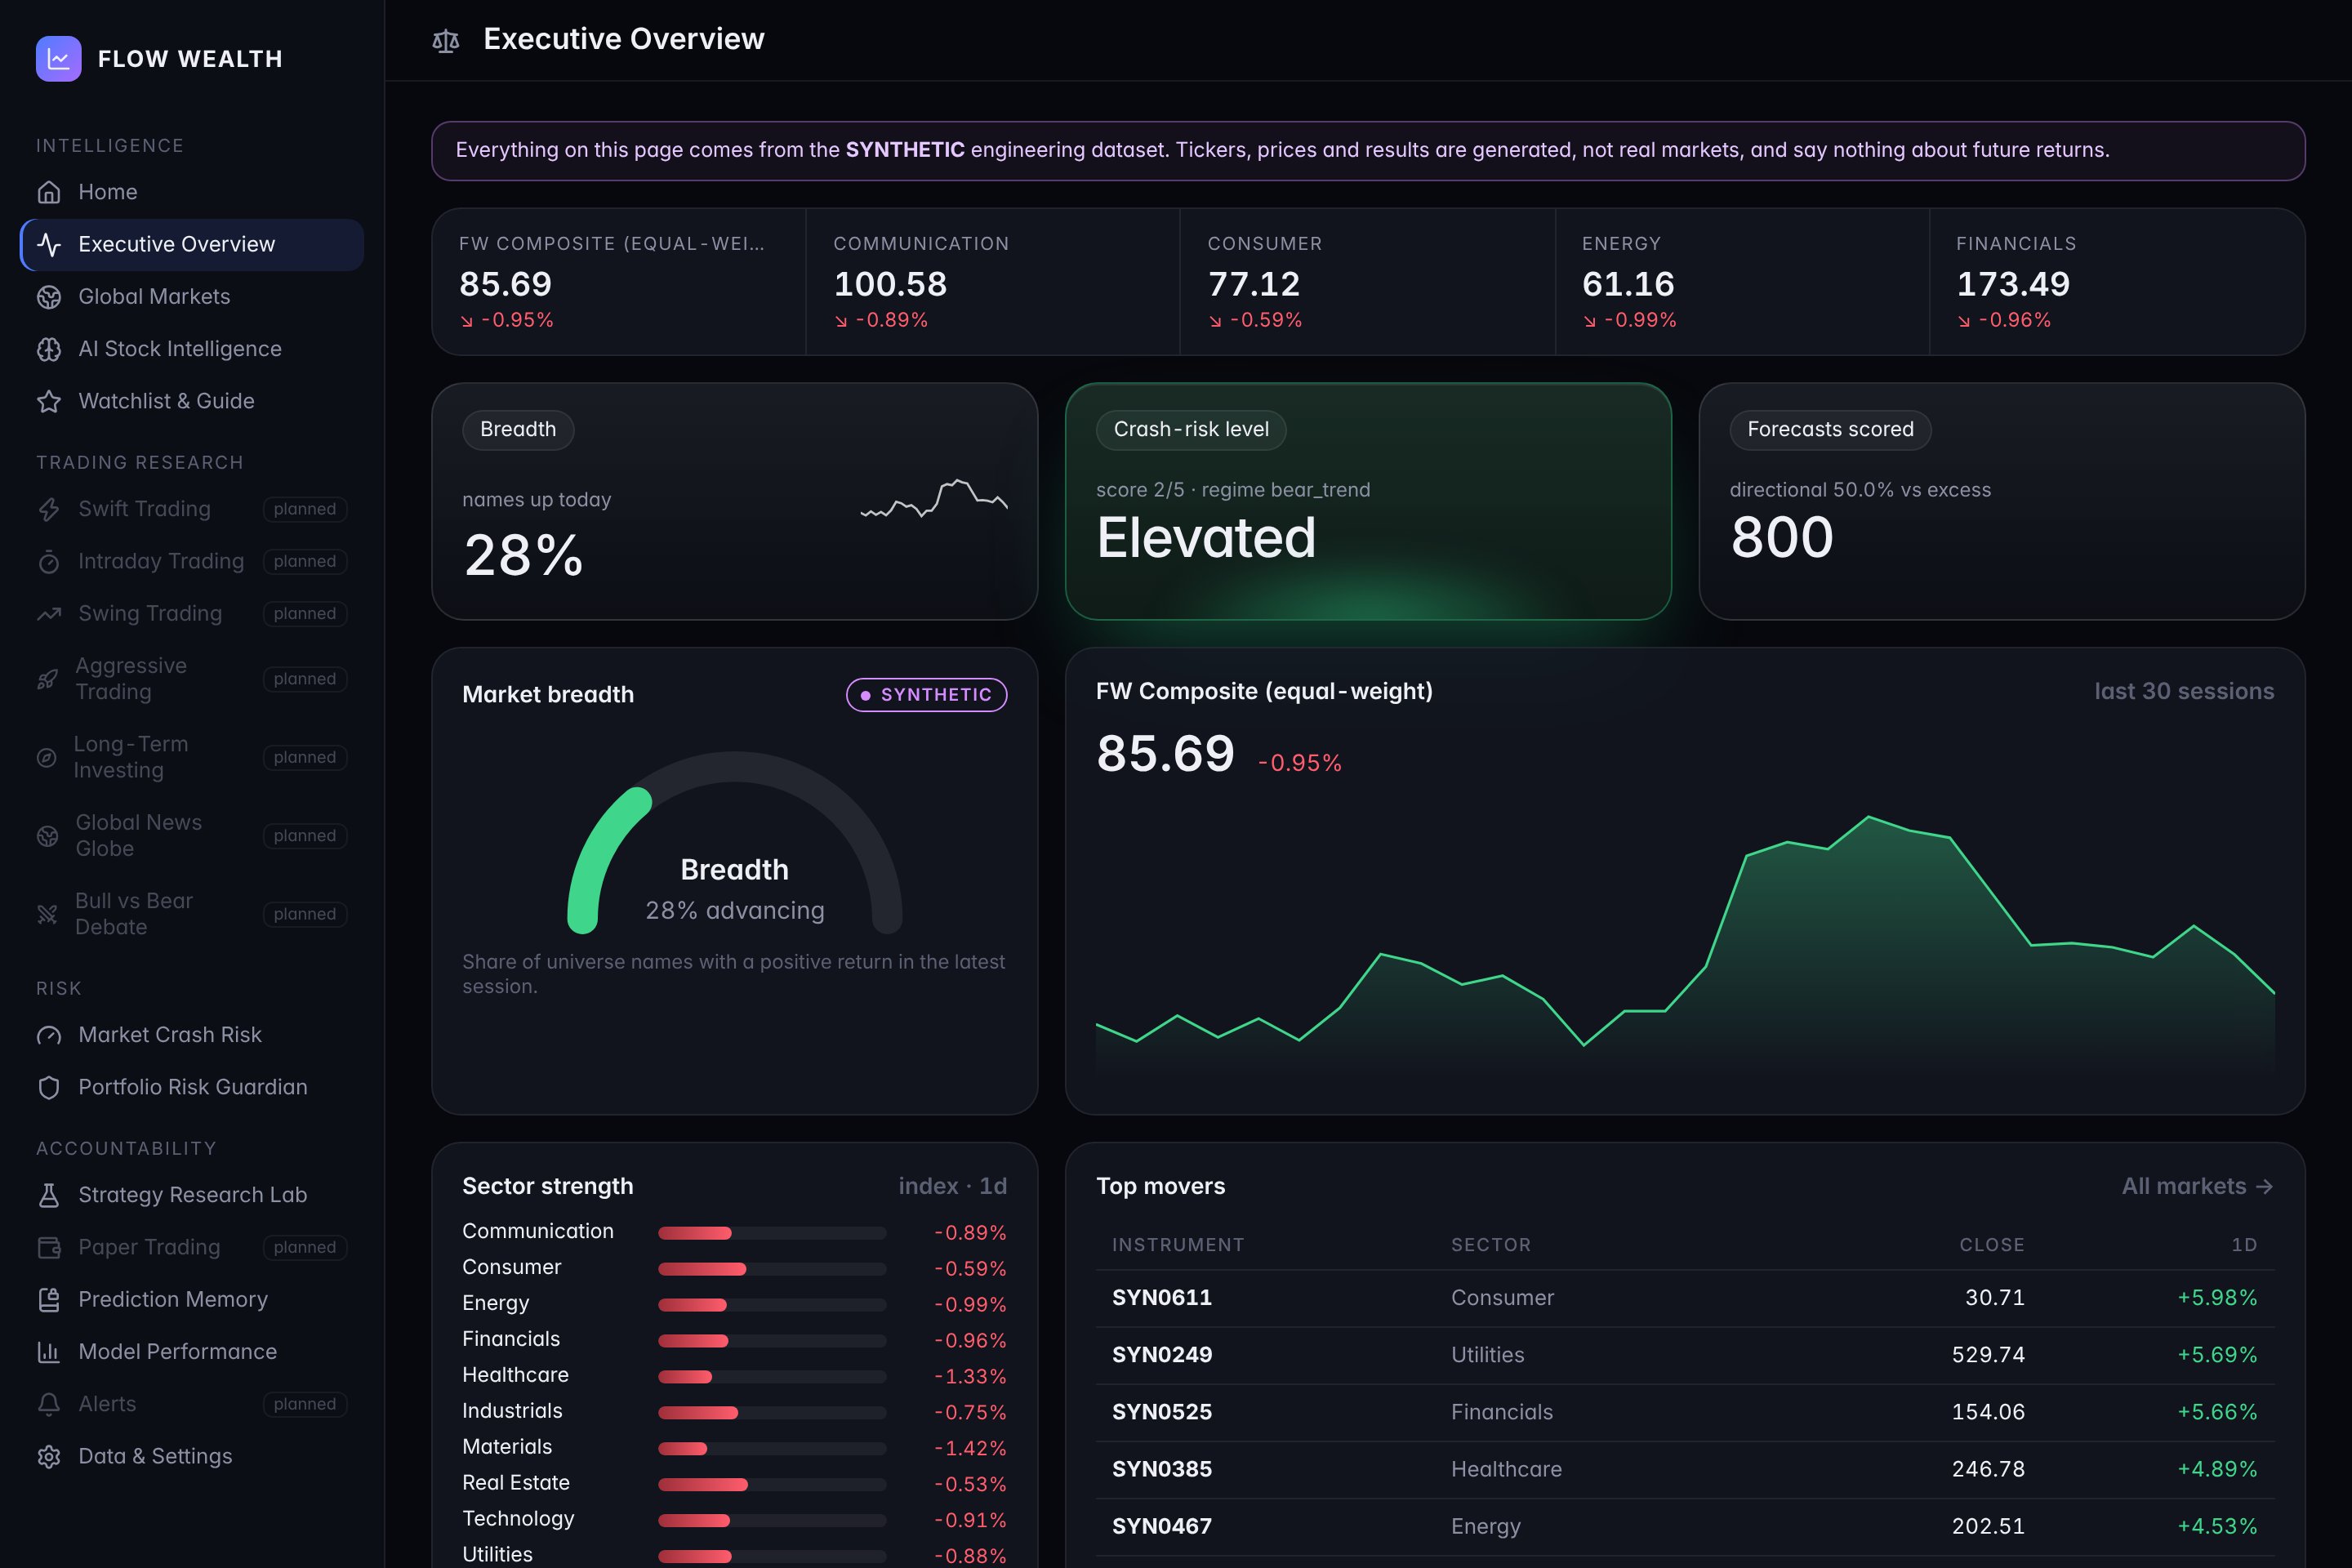 FLOW WEALTH
INTELLIGENCE
Home
Executive Overview
Global Markets
AI Stock Intelligence
Watchlist & Guide
TRADING RESEARCH
Swift Trading planned
Intraday Trading planned
Swing Trading planned
Aggressive
Trading
planned
Long-Term
Investing
planned
Global News
Globe
planned
Bull vs Bear
Debate
planned
RISK
Market Crash Risk
Portfolio Risk Guardian
ACCOUNTABILITY
Strategy Research Lab
Paper Trading planned
Prediction Memory
Model Performance
Alerts planned
Data & Settings
Executive Overview
Everything on this page comes from the SYNTHETIC engineering dataset. Tickers, prices and results are generated, not real markets, and say nothing about future returns.
FW COMPOSITE (EQUAL-WEI...
85.69
↘ -0.95%
COMMUNICATION
100.58
↘ -0.89%
CONSUMER
77.12
↘ -0.59%
ENERGY
61.16
↘ -0.99%
FINANCIALS
173.49
↘ -0.96%
Breadth
names up today
28%
Crash-risk level
score 2/5 · regime bear_trend
Elevated
Forecasts scored
directional 50.0% vs excess
800
Market breadth
• SYNTHETIC
Breadth
28% advancing
Share of universe names with a positive return in the latest
session.
FW Composite (equal-weight) last 30 sessions
85.69 -0.95%
Sector strength index · 1d
Communication -0.89%
Consumer -0.59%
Energy -0.99%
Financials -0.96%
Healthcare -1.33%
Industrials -0.75%
Materials -1.42%
Real Estate -0.53%
Technology -0.91%
Utilities -0.88%
Top movers All markets →
INSTRUMENT SECTOR CLOSE 1D
SYN0611 Consumer 30.71 +5.98%
SYN0249 Utilities 529.74 +5.69%
SYN0525 Financials 154.06 +5.66%
SYN0385 Healthcare 246.78 +4.89%
SYN0467 Energy 202.51 +4.53%